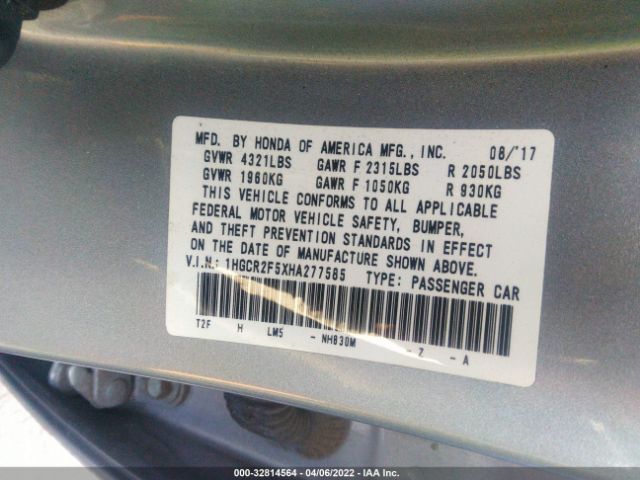 MFD. BY HONDA OF AMERICA MFG., INC. 08/'17
GVWR 4321LBS GAWR F 2315LBS R 2050LBS
GVWR 1960KG GAWR F 1050KG R 930KG
THIS VEHICLE CONFORMS TO ALL APPLICABLE
FEDERAL MOTOR VEHICLE SAFETY, BUMPER,
AND THEFT PREVENTION STANDARDS IN EFFECT
ON THE DATE OF MANUFACTURE SHOWN ABOVE.
V.I.N.: 1HGCR2F5XHA277585 TYPE: PASSENGER CAR
T2F H LM5 - NH830M - Z - A
000-32814564 - 04/06/2022 - IAA Inc.